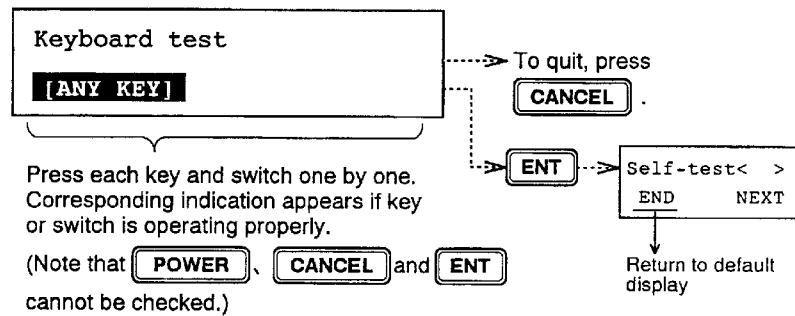 Keyboard test
[ANY KEY]
To quit, press
CANCEL .
ENT
Self-test< >
END NEXT
Return to default
display
Press each key and switch one by one.
Corresponding indication appears if key
or switch is operating properly.
(Note that POWER 、 CANCEL and ENT
cannot be checked.)